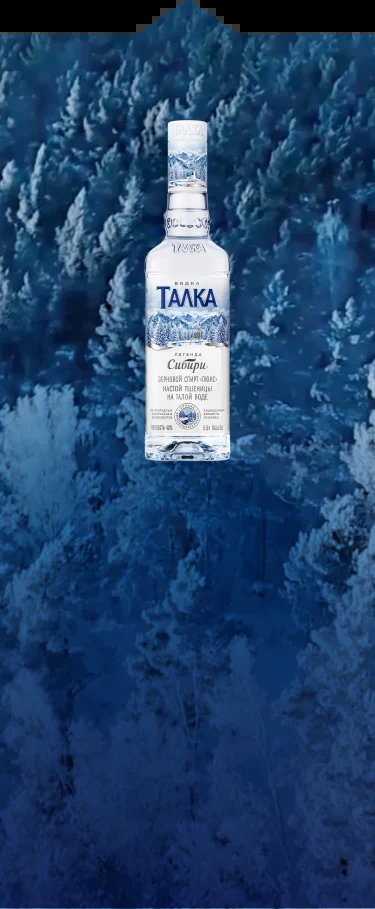 ТАЛКА
ВОДКА
ТАЛКА
ЛЕГЕНДА
Сибири
ЗЕРНОВОЙ СПИРТ «ЛЮКС»
НАСТОЙ ПШЕНИЦЫ
НА ТАЛОЙ ВОДЕ